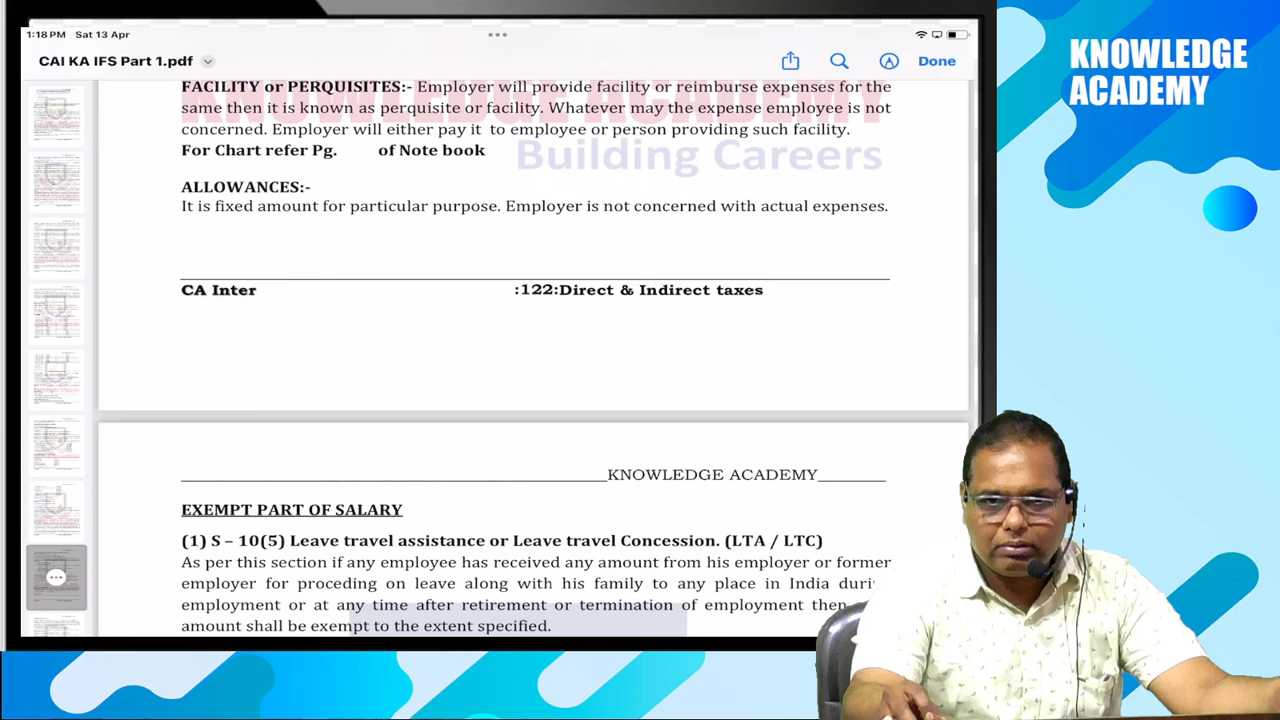 1:18 PM Sat 13 Apr
CAI KA IFS Part 1.pdf
Done
KNOWLEDGE
ACADEMY
FACILITY or PERQUISITES:- Employer will provide facility or reimburse expenses for the
same then it is known as perquisite or facility. Whatever may the expense employee is not
concerned. Employer will either pay to employee or person providing such facility.
For Chart refer Pg. of Note book
Building Careers
ALLOWANCES:-
It is fixed amount for particular purpose. Employer is not concerned with actual expenses.
CA Inter :122:Direct & Indirect taxes
KNOWLEDGE ACADEMY
EXEMPT PART OF SALARY
(1) S – 10(5) Leave travel assistance or Leave travel Concession. (LTA / LTC)
As per this section if any employee has received any amount from his employer or former
employer for proceeding on leave along with his family to any place in India
employment or at any time after retirement or termination of employment then
amount shall be exempt to the extent specified.